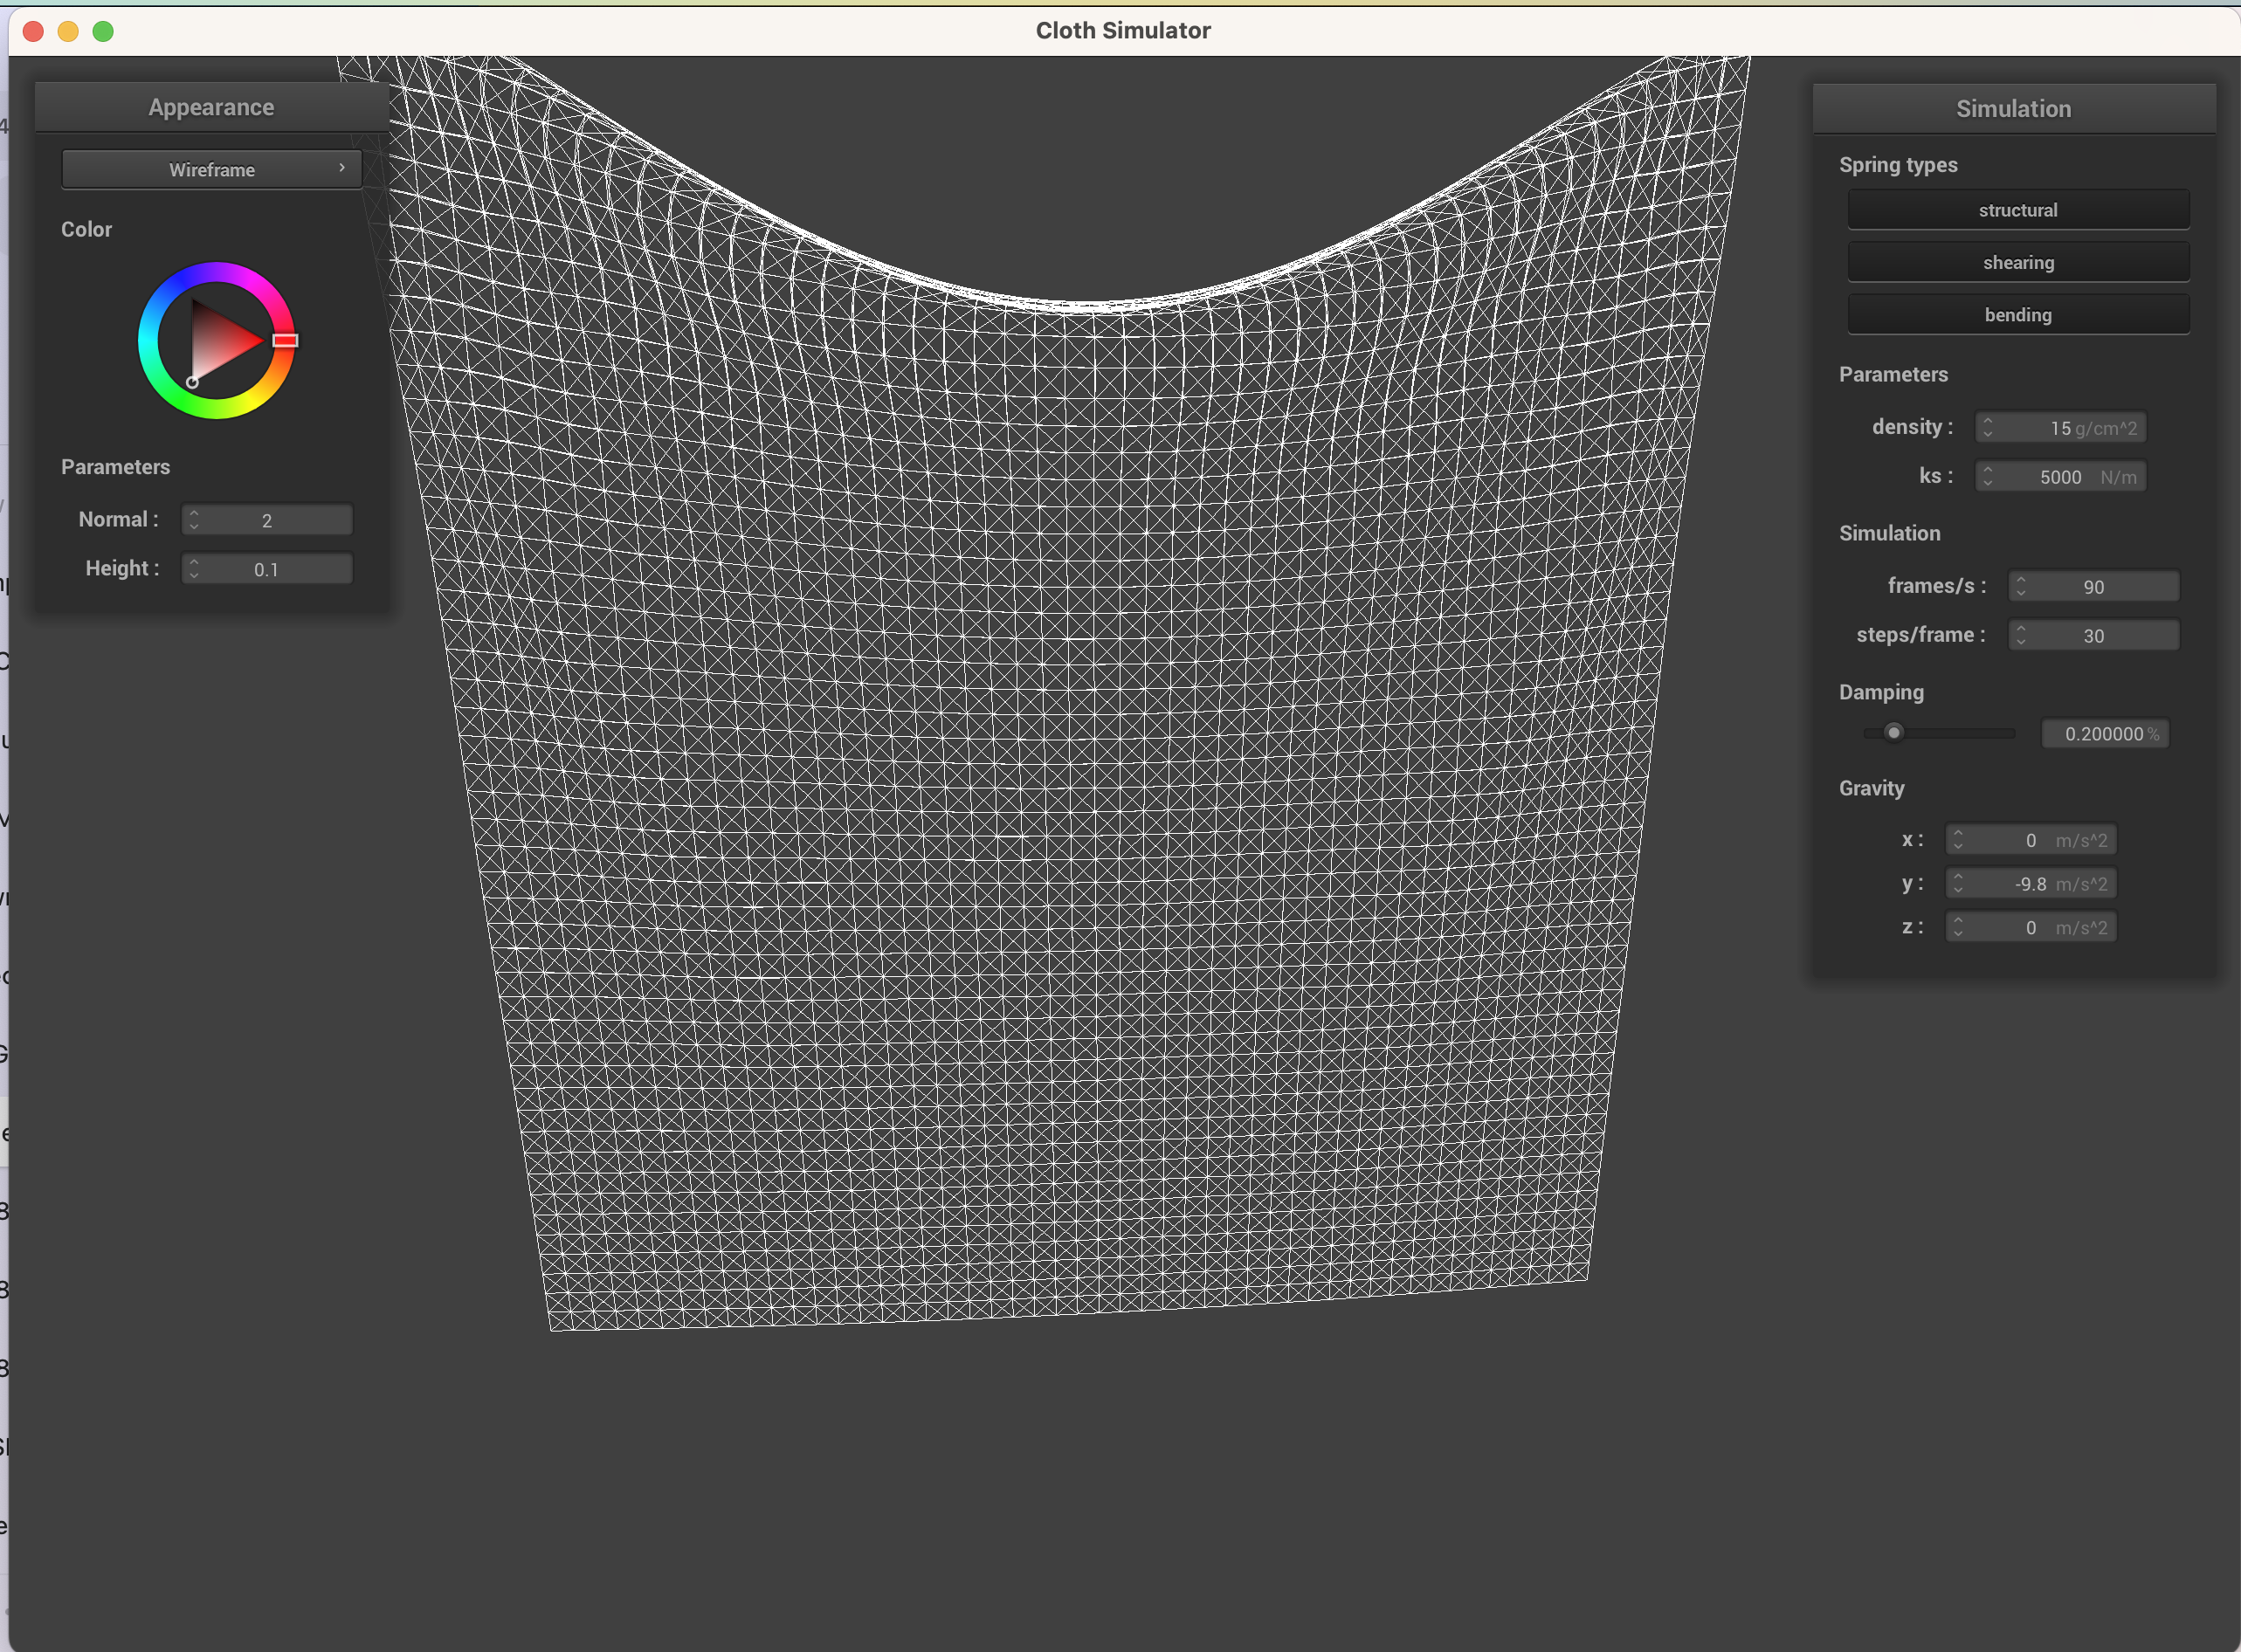 Cloth Simulator
Appearance
Wireframe
Color
Parameters
Normal : 2
Height : 0.1
Simulation
Spring types
structural
shearing
bending
Parameters
density : 15 g/cm^2
ks : 5000 N/m
Simulation
frames/s : 90
steps/frame : 30
Damping
0.200000 %
Gravity
x : 0 m/s^2
y : -9.8 m/s^2
z : 0 m/s^2